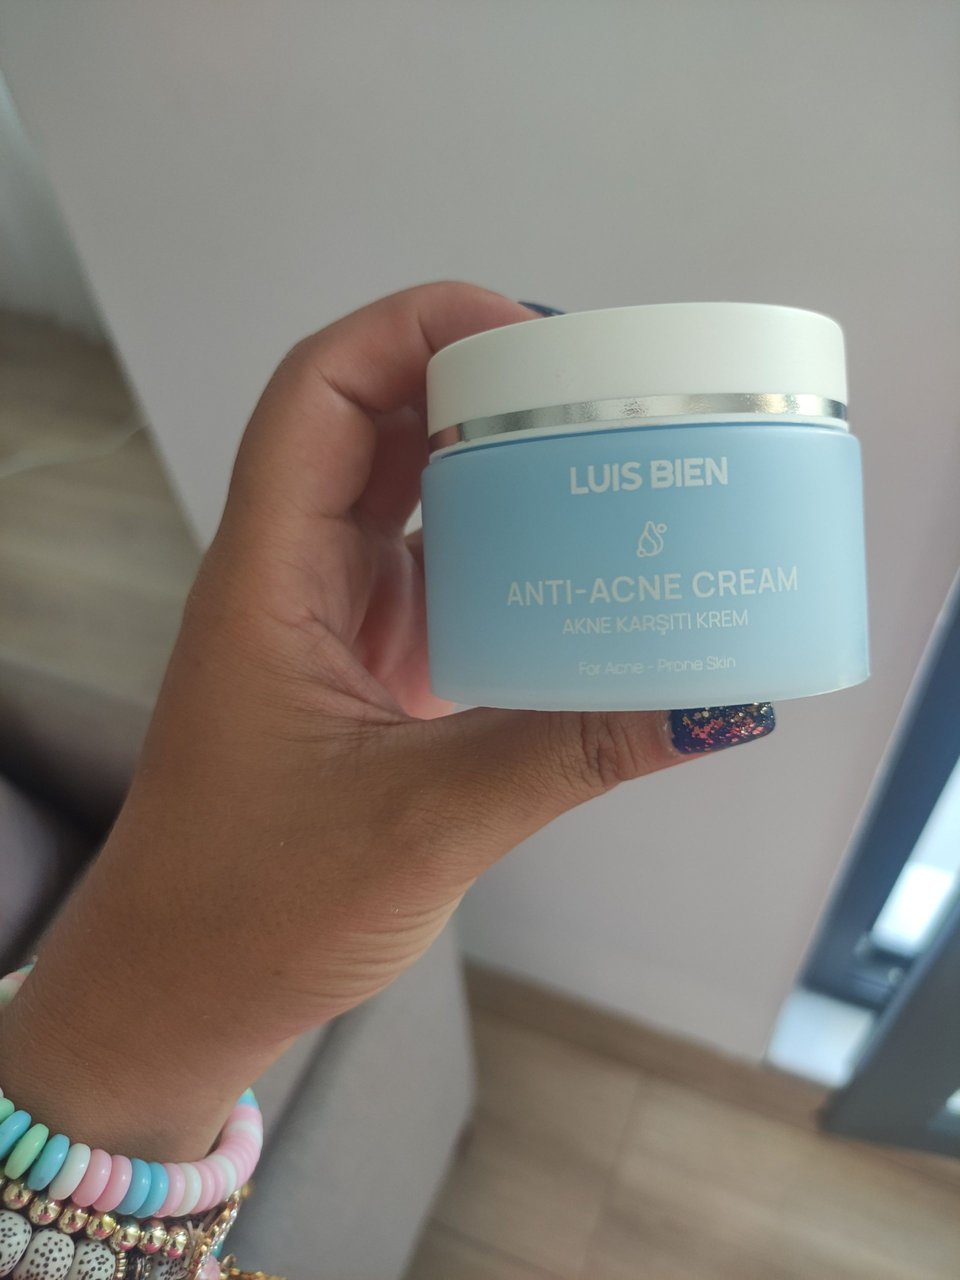 LUIS BIEN
ANTI-ACNE CREAM
AKNE KARŞITI KREM
For Acne - Prone Skin